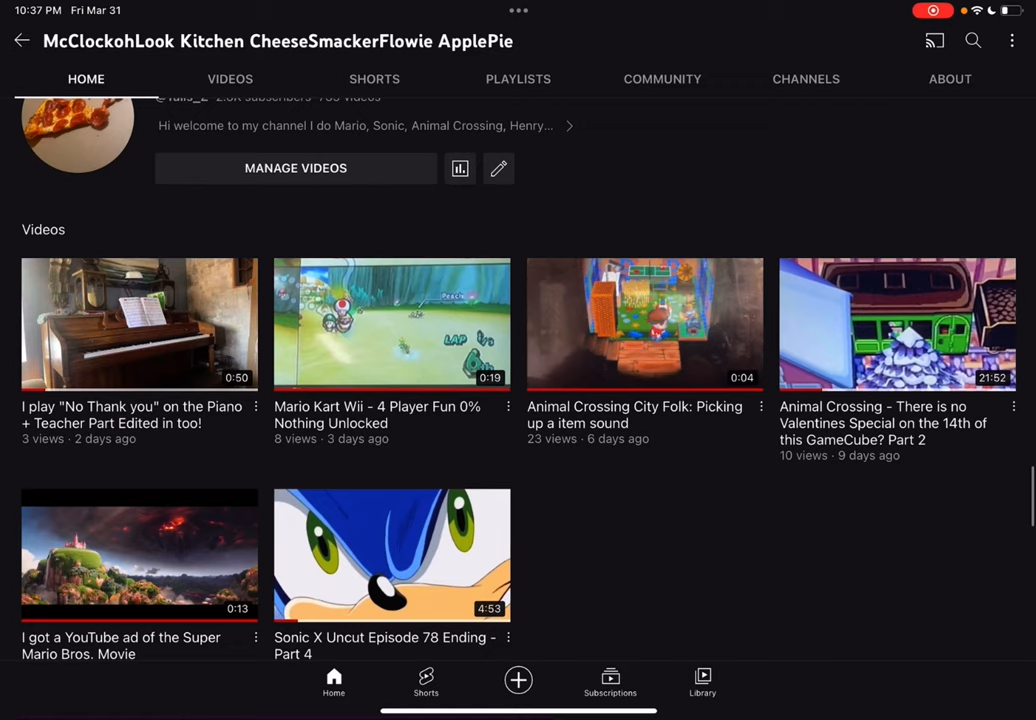 10:37 PM Fri Mar 31
McClockohLook Kitchen CheeseSmackerFlowie ApplePie
HOME VIDEOS SHORTS PLAYLISTS COMMUNITY CHANNELS ABOUT
Hi welcome to my channel I do Mario, Sonic, Animal Crossing, Henry...
MANAGE VIDEOS
Videos
0:50
I play "No Thank you" on the Piano
+ Teacher Part Edited in too!
3 views · 2 days ago
Peach
LAP
0:19
Mario Kart Wii - 4 Player Fun 0%
Nothing Unlocked
8 views · 3 days ago
0:04
Animal Crossing City Folk: Picking
up a item sound
23 views · 6 days ago
21:52
Animal Crossing - There is no
Valentines Special on the 14th of
this GameCube? Part 2
10 views · 9 days ago
0:13
I got a YouTube ad of the Super
Mario Bros. Movie
4:53
Sonic X Uncut Episode 78 Ending -
Part 4
Home Shorts Subscriptions Library